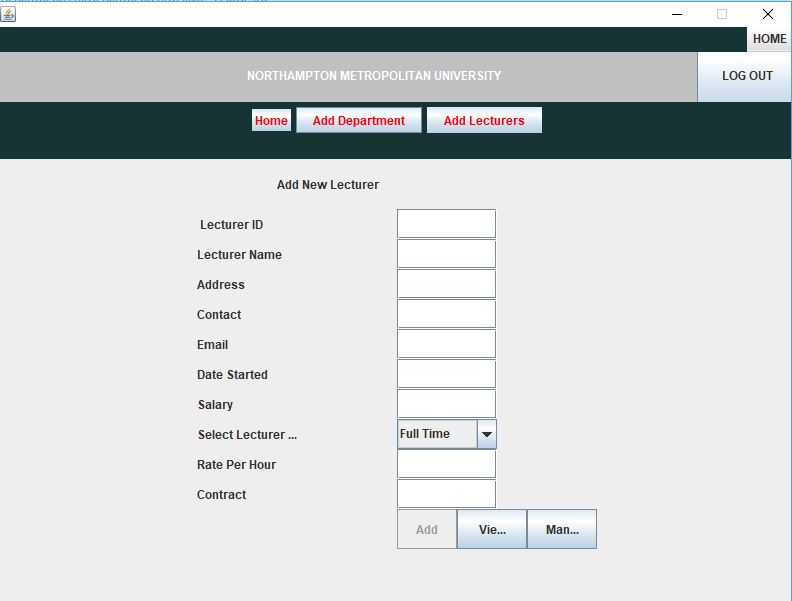 HOME
NORTHAMPTON METROPOLITAN UNIVERSITY
LOG OUT
Home
Add Department
Add Lecturers
Add New Lecturer
Lecturer ID
Lecturer Name
Address
Contact
Email
Date Started
Salary
Select Lecturer ...
Full Time
Rate Per Hour
Contract
Add
Vie...
Man...